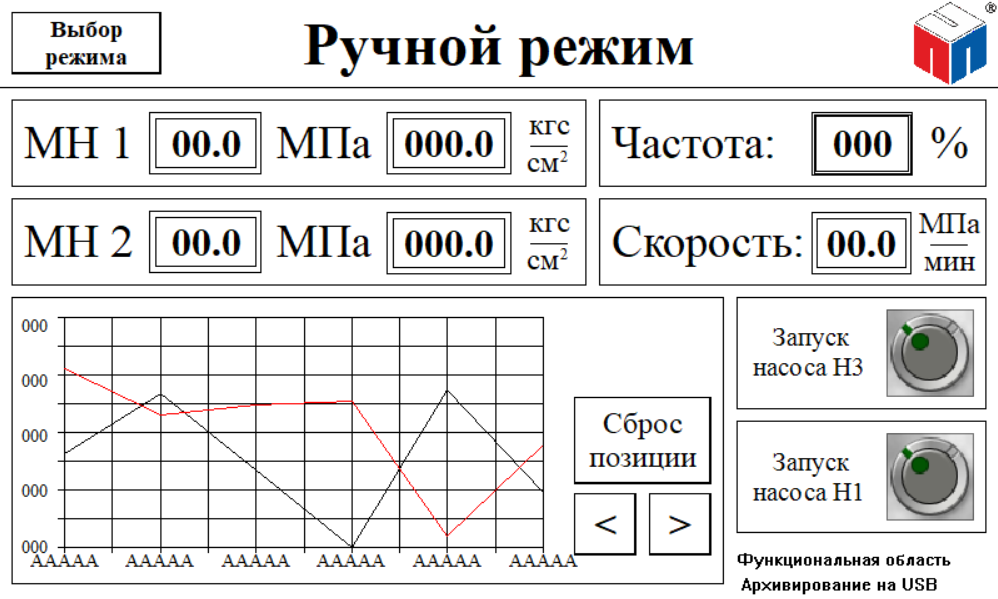 Выбор
режима
Ручной режим
®
МН 1 00.0 МПа 000.0 кгс
см²
Частота: 000 %
МН 2 00.0 МПа 000.0 кгс
см²
Скорость: 00.0 МПа
мин
000
000
000
000
000
AAAAA AAAAA AAAAA AAAAA AAAAA AAAAA
Сброс
позиции
< >
Запуск
насоса Н3
Запуск
насоса Н1
Функциональная область
Архивирование на USB